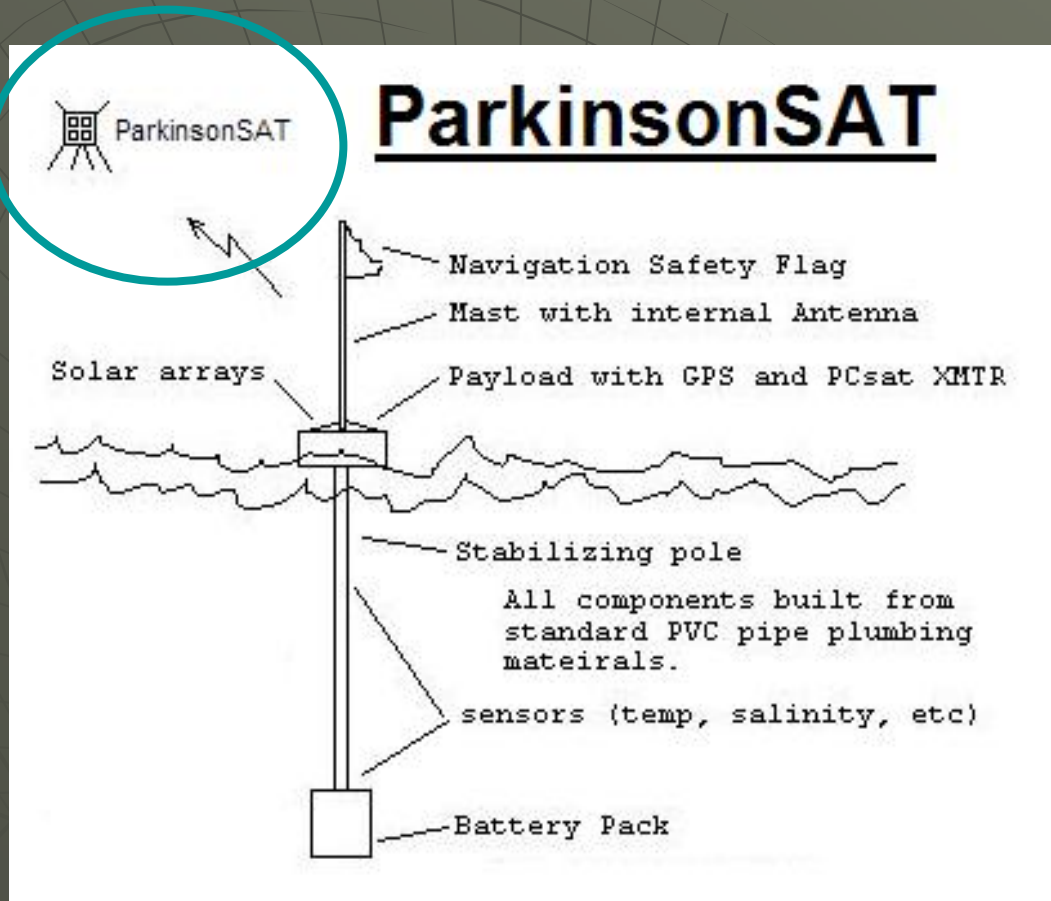 ParkinsonSAT
ParkinsonSAT
Navigation Safety Flag
Mast with internal Antenna
Solar arrays
Payload with GPS and PCsat XMTR
Stabilizing pole
All components built from
standard PVC pipe plumbing
mateirals.
sensors (temp, salinity, etc)
Battery Pack